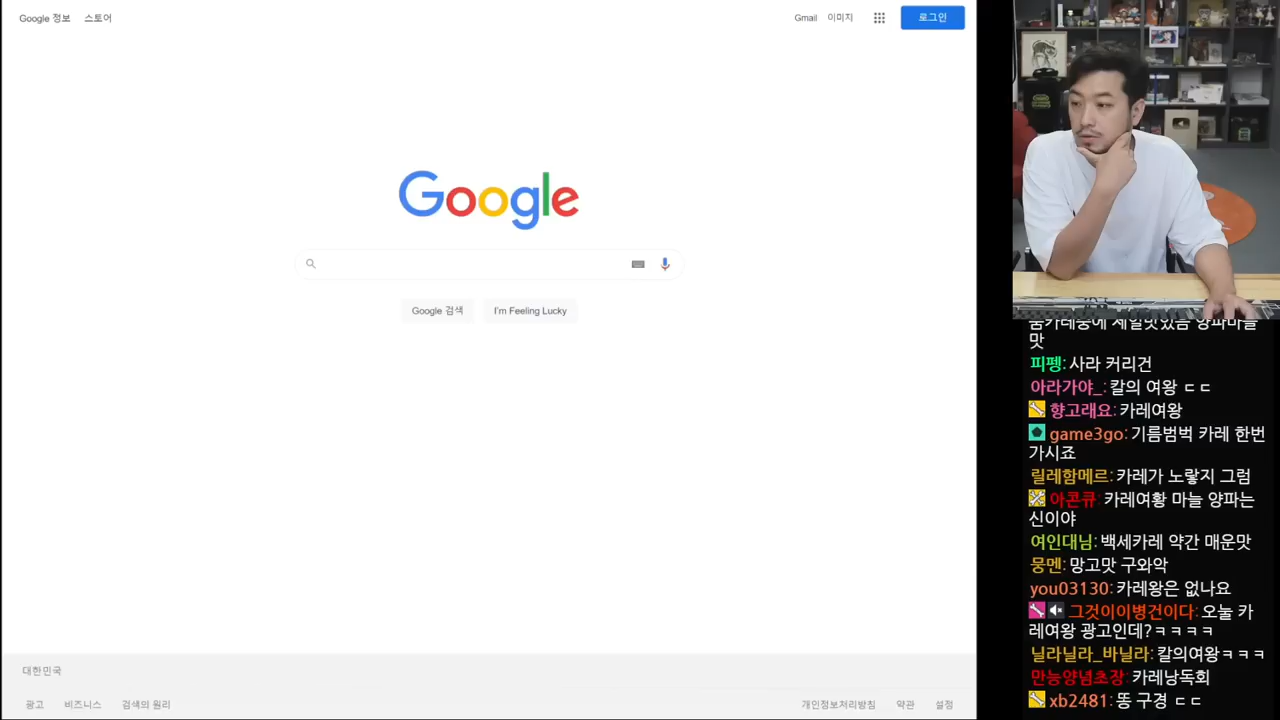 Google 정보 스토어
Gmail 이미지 로그인
Google
Google 검색 I'm Feeling Lucky
대한민국
광고 비즈니스 검색의 원리
개인정보처리방침 약관 설정
맛
피펭: 사라 커리건
아라가야_: 칼의 여왕 ㄷㄷ
향고래요: 카레여왕
game3go: 기름범벅 카레 한번
가시죠
릴레함메르: 카레가 노랗지 그럼
아콘큐: 카레여황 마늘 양파는
신이야
여인대님: 백세카레 약간 매운맛
뭉멘: 망고맛 구와악
you03130: 카레왕은 없나요
그것이이병건이다: 오눌 카
레여왕 광고인데?ㅋㅋㅋㅋ
닐라닐라_바닐라: 칼의여왕ㅋㅋㅋ
만능양념초장: 카레낭독회
xb2481: 똥 구경 ㄷㄷ